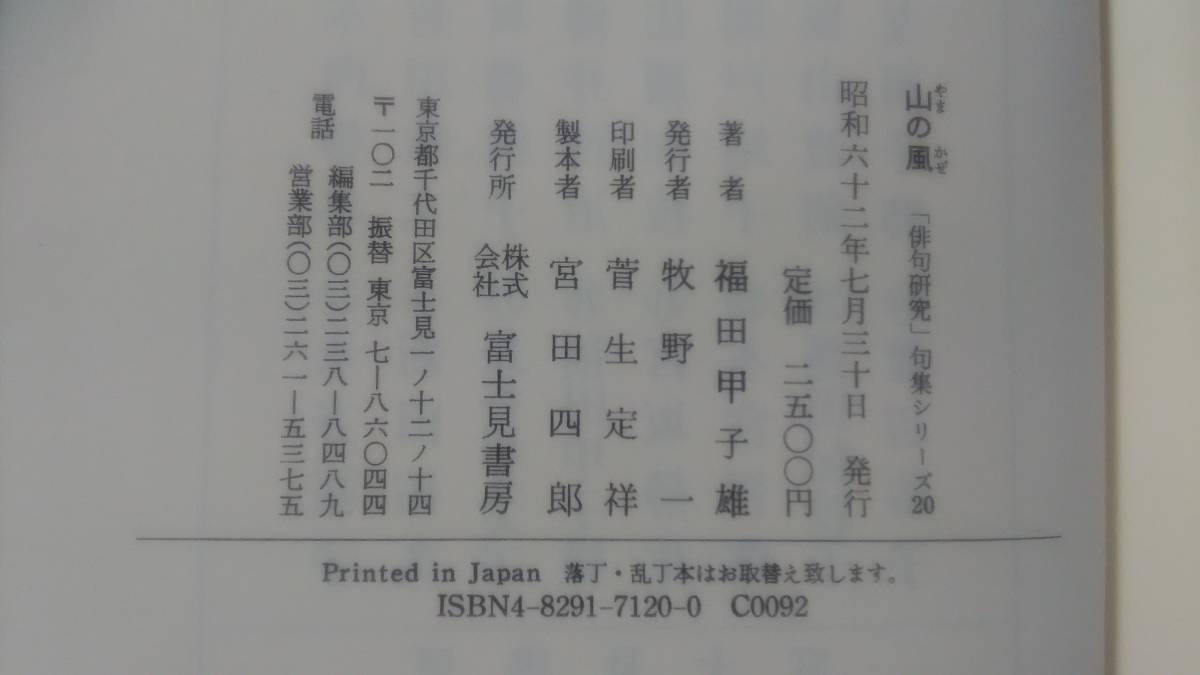 山の風 「俳句研究」句集シリーズ20
やま かぜ
昭和六十二年七月三十日 発行
定価 二五〇〇円
著者 福田甲子雄
発行者 牧野一
印刷者 菅生定祥
製本者 宮田四郎
発行所 株式会社 富士見書房
東京都千代田区富士見一ノ十二ノ十四
〒一〇二 振替 東京 七―八六〇四四
電話 編集部(〇三)二三八―八四八九
営業部(〇三)二六一―五三七五
Printed in Japan 落丁・乱丁本はお取替え致します。
ISBN4-8291-7120-0 C0092